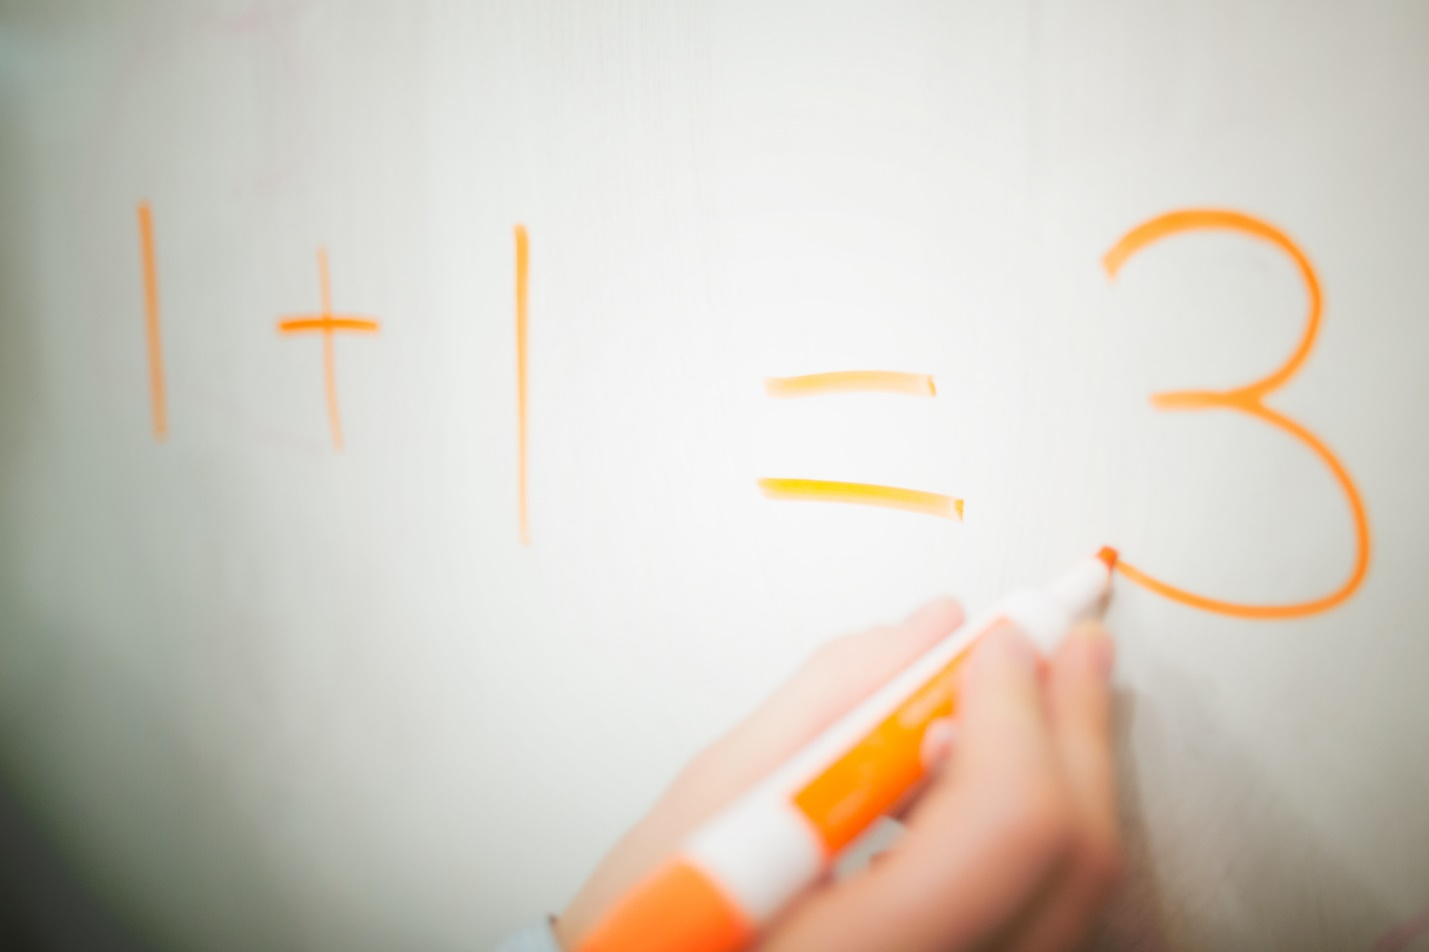 1 + 1 = 3